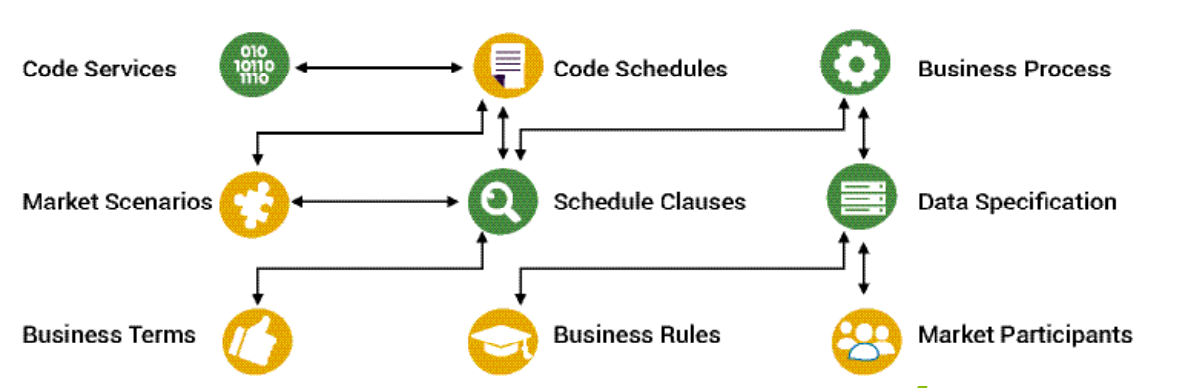 Code Services
010
10110
1110
Code Schedules
Business Process
Market Scenarios
Schedule Clauses
Data Specification
Business Terms
Business Rules
Market Participants